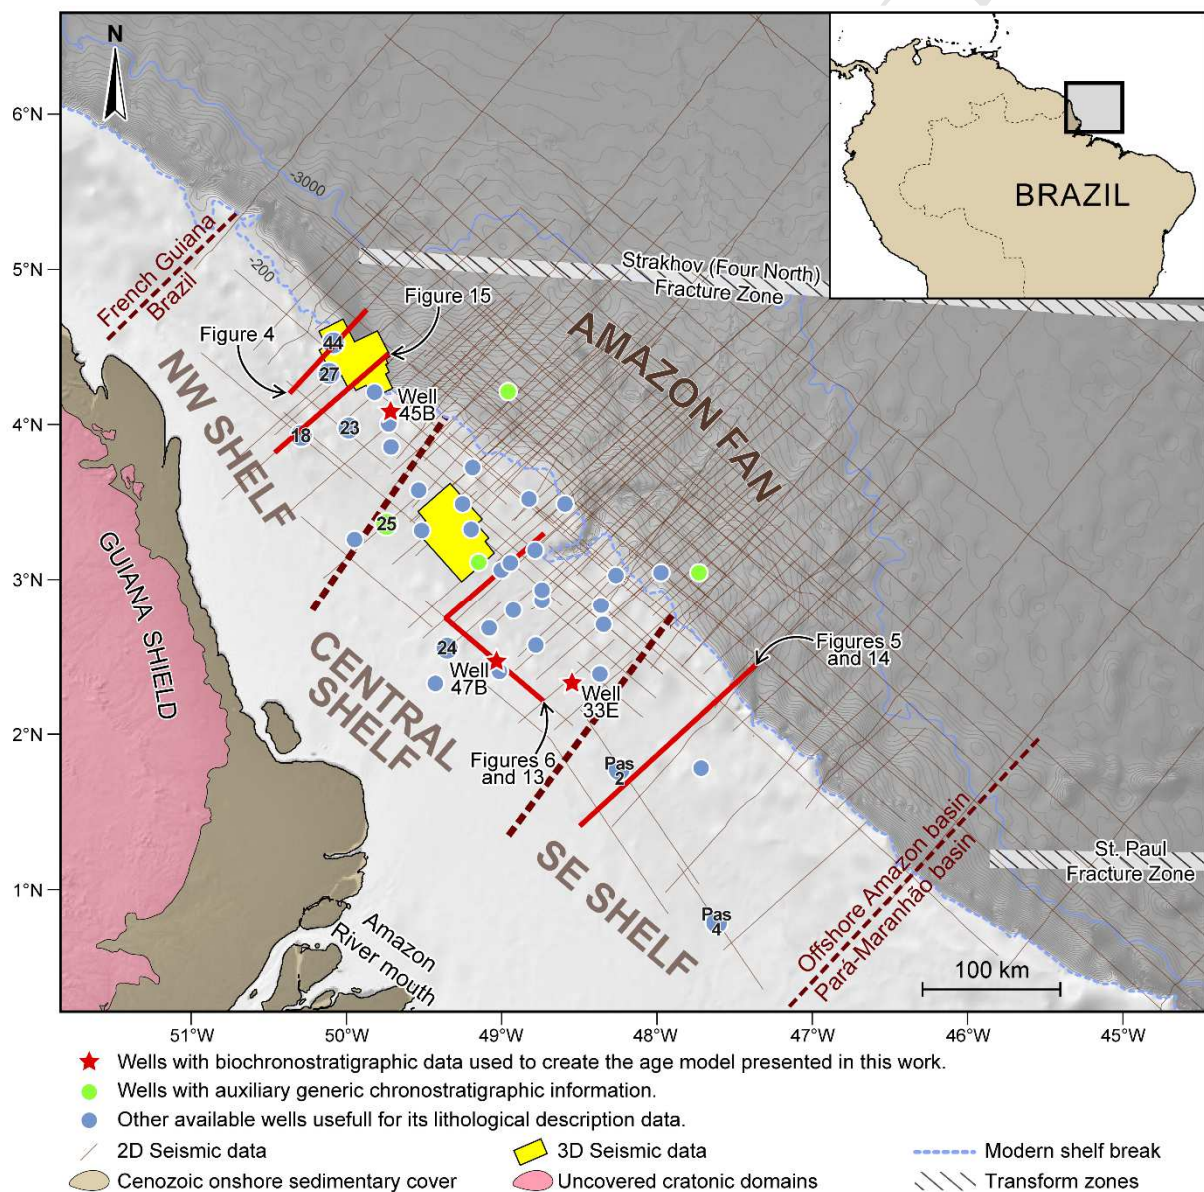 N
6°N
5°N
4°N
3°N
2°N
1°N
BRAZIL
-3000
-200
French Guiana
Brazil
Strakhov (Four North)
Fracture Zone
Figure 15
Figure 4
AMAZON FAN
NW SHELF
44
27
Well
45B
18
23
25
GUIANA SHIELD
CENTRAL
SHELF
24
Well
47B
Well
33E
Figures 5
and 14
Figures 6
and 13
Pas
2
SE SHELF
Pas
4
Offshore Amazon basin
Pará-Maranhão basin
St. Paul
Fracture Zone
Amazon
River mouth
100 km
51°W
50°W
49°W
48°W
47°W
46°W
45°W
Wells with biochronostratigraphic data used to create the age model presented in this work.
Wells with auxiliary generic chronostratigraphic information.
Other available wells usefull for its lithological description data.
2D Seismic data
3D Seismic data
Modern shelf break
Cenozoic onshore sedimentary cover
Uncovered cratonic domains
Transform zones